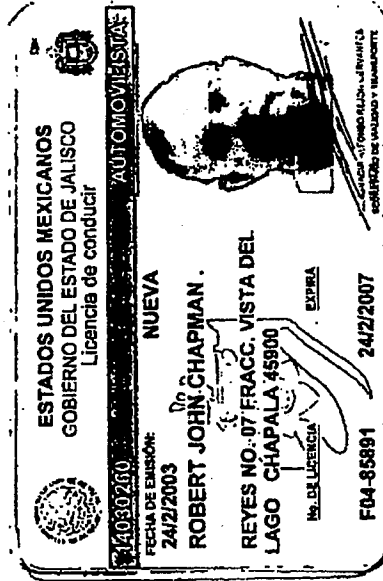 ESTADOS UNIDOS MEXICANOS
GOBIERNO DEL ESTADO DE JALISCO
Licencia de conducir
AUTOMOVILISTA
FECHA DE EMISIÓN:
24/2/2003
NUEVA
ROBERT JOHN CHAPMAN .
REYES NO. 07 FRACC. VISTA DEL
LAGO CHAPALA 45900
No. DE LICENCIA
EXPIRA
F04-85891
24/2/2007